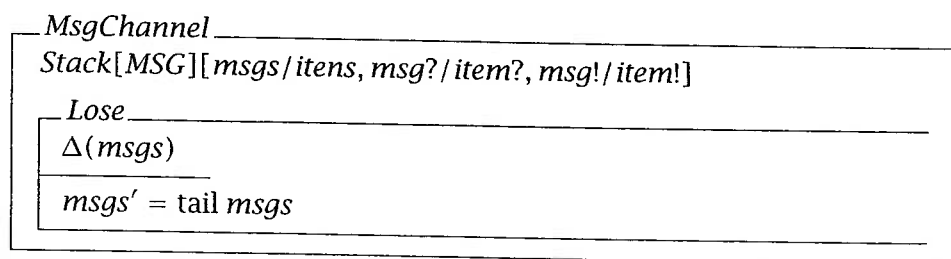 MsgChannel
Stack[MSG][msgs/itens, msg?/item?, msg!/item!]
Lose
Δ(msgs)
msgs′ = tail msgs